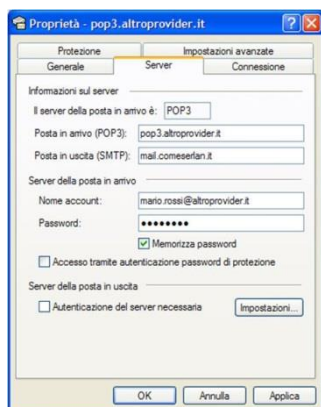 Proprietà - pop3.altroprovider.it
Protezione Impostazioni avanzate
Generale Server Connessione
Informazioni sul server
Il server della posta in arrivo è: POP3
Posta in arrivo (POP3): pop3.altroprovider.it
Posta in uscita (SMTP): mail.comeserlan.it
Server della posta in arrivo
Nome account: mario.rossi@altroprovider.it
Password: ●●●●●●●●
Memorizza password
Accesso tramite autenticazione password di protezione
Server della posta in uscita
Autenticazione del server necessaria Impostazioni...
OK Annulla Applica